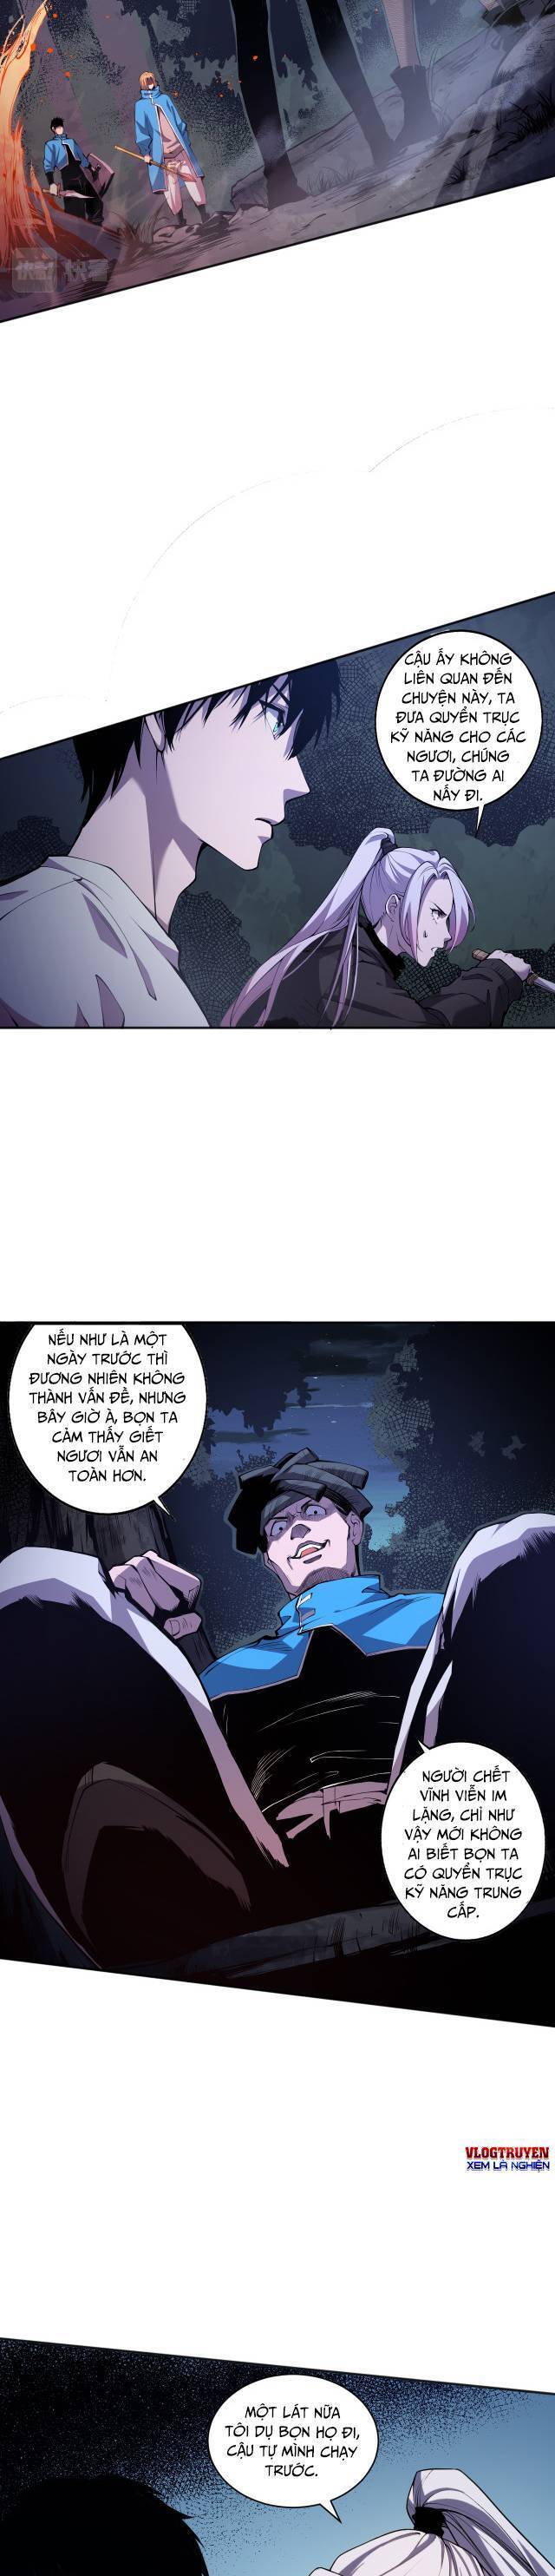 快看 快看
CẬU ẤY KHÔNG
LIÊN QUAN ĐẾN
CHUYỆN NÀY, TA
ĐƯA QUYỂN TRỤC
KỸ NĂNG CHO CÁC
NGƯƠI, CHÚNG
TA ĐƯỜNG AI
NẤY ĐI.
NẾU NHƯ LÀ MỘT
NGÀY TRƯỚC THÌ
ĐƯƠNG NHIÊN KHÔNG
THÀNH VẤN ĐỀ, NHƯNG
BÂY GIỜ À, BỌN TA
CẢM THẤY GIẾT
NGƯƠI VẪN AN
TOÀN HƠN.
NGƯỜI CHẾT
VĨNH VIỄN IM
LẶNG, CHỈ NHƯ
VẬY MỚI KHÔNG
AI BIẾT BỌN TA
CÓ QUYỂN TRỤC
KỸ NĂNG TRUNG
CẤP.
VLOGTRUYEN
XEM LÀ NGHIỆN
MỘT LÁT NỮA
TÔI DỤ BỌN HỌ ĐI,
CẬU TỰ MÌNH CHẠY
TRƯỚC.